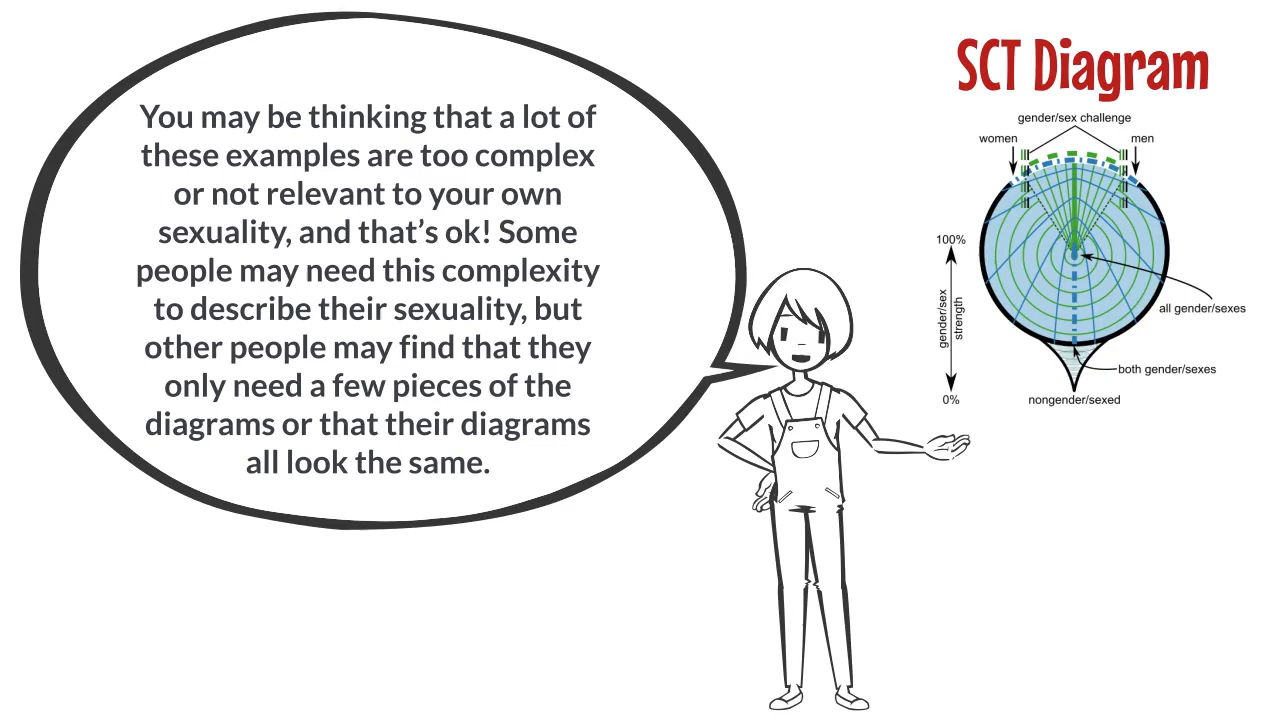 You may be thinking that a lot of
these examples are too complex
or not relevant to your own
sexuality, and that’s ok! Some
people may need this complexity
to describe their sexuality, but
other people may find that they
only need a few pieces of the
diagrams or that their diagrams
all look the same.
SCT Diagram
gender/sex challenge
women
men
100%
gender/sex
strength
all gender/sexes
both gender/sexes
0%
nongender/sexed